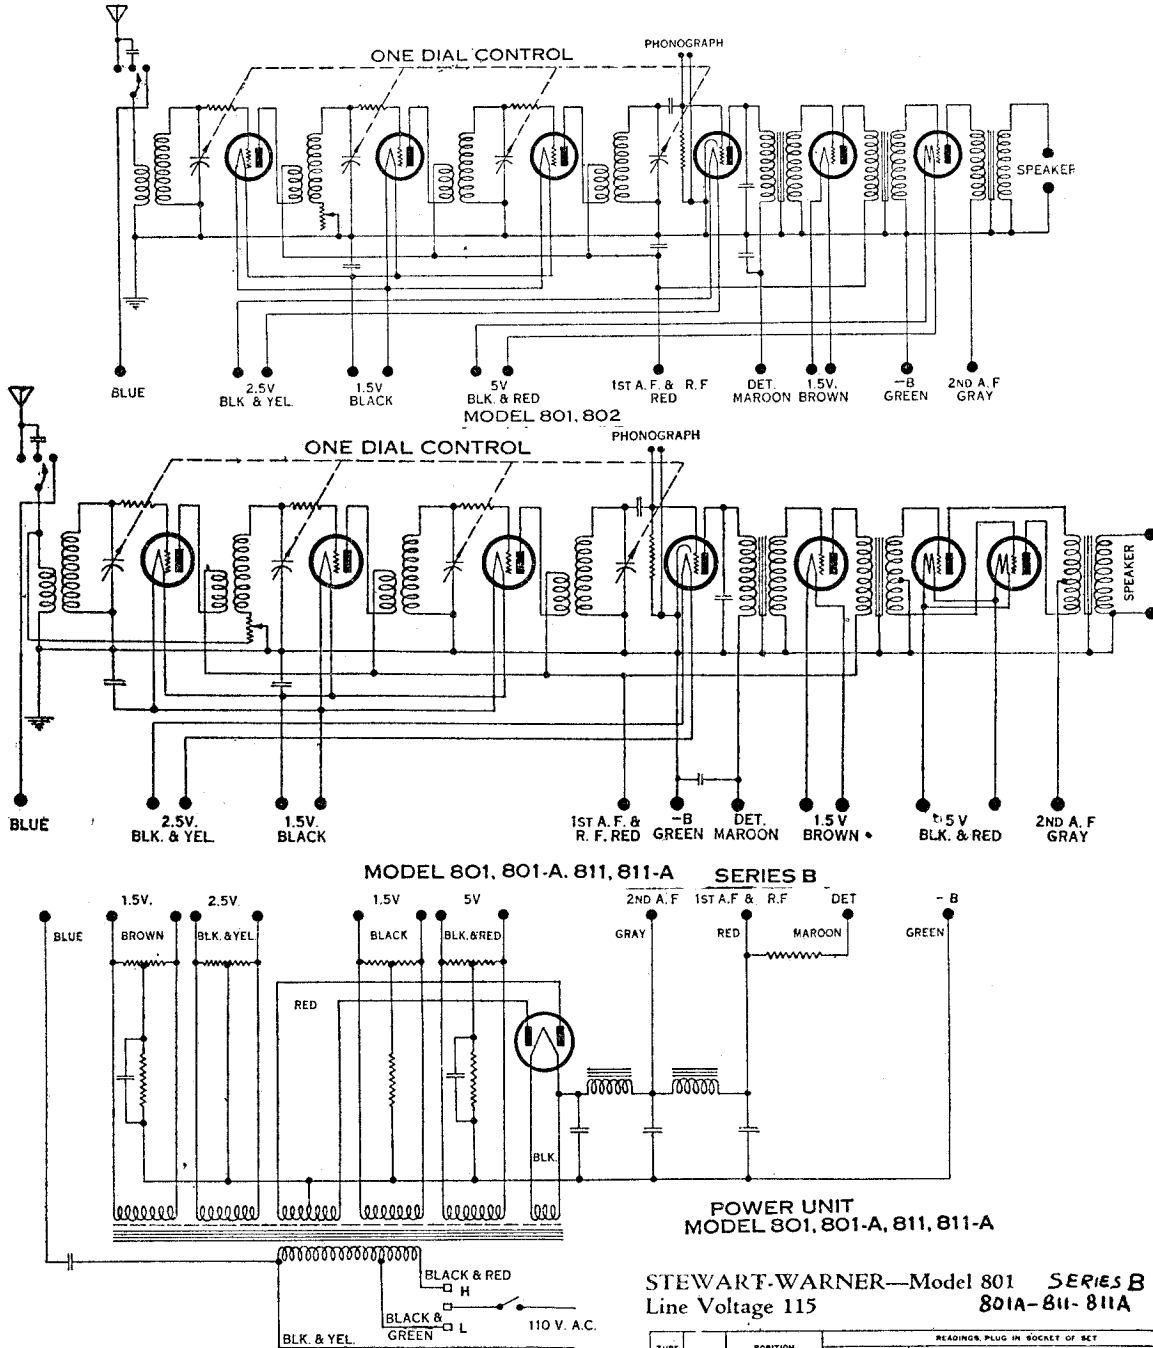 PHONOGRAPH
ONE DIAL CONTROL
SPEAKER
BLUE
2.5V
BLK & YEL.
1.5V
BLACK
5V
BLK. & RED
1ST A.F. & R.F
RED
DET.
MAROON
1.5V.
BROWN
—B
GREEN
2ND A.F
GRAY
MODEL 801, 802
PHONOGRAPH
ONE DIAL CONTROL
SPEAKER
BLUE
2.5V.
BLK. & YEL.
1.5V.
BLACK
1ST A.F. &
R.F. RED
—B
GREEN
DET.
MAROON
1.5 V
BROWN
5 V
BLK. & RED
2ND A.F
GRAY
MODEL 801, 801-A. 811, 811-A SERIES B
1.5V.
2.5V.
1.5V
5V
2ND A.F
1ST A.F & R.F
DET
- B
BLUE
BROWN
BLK. & YEL.
BLACK
BLK. & RED
GRAY
RED
MAROON
GREEN
RED
BLK.
POWER UNIT
MODEL 801, 801-A, 811, 811-A
BLACK & RED
H
BLACK &
GREEN
L
110 V. A.C.
BLK. & YEL.
STEWART-WARNER—Model 801 SERIES B
Line Voltage 115 801A-811-811A
READINGS, PLUG IN SOCKET OF SET
TUBE
POSITION